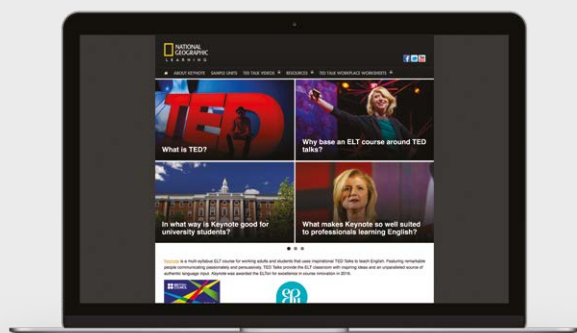 NATIONAL
GEOGRAPHIC
LEARNING
ABOUT KEYNOTE SAMPLE UNITS TED TALK VIDEOS RESOURCES TED TALK WORKPLACE WORKSHEETS
TED
What is TED?
Why base an ELT course around TED
talks?
In what way is Keynote good for
university students?
What makes Keynote so well suited
to professionals learning English?
Keynote is a multi-syllabus ELT course for working adults and students that uses inspirational TED Talks to teach English. Featuring remarkable
people communicating passionately and persuasively, TED Talks provide the ELT classroom with inspiring ideas and an unparalleled source of
authentic language input. Keynote was awarded the ELTon for excellence in course innovation in 2016.
BRITISH
COUNCIL